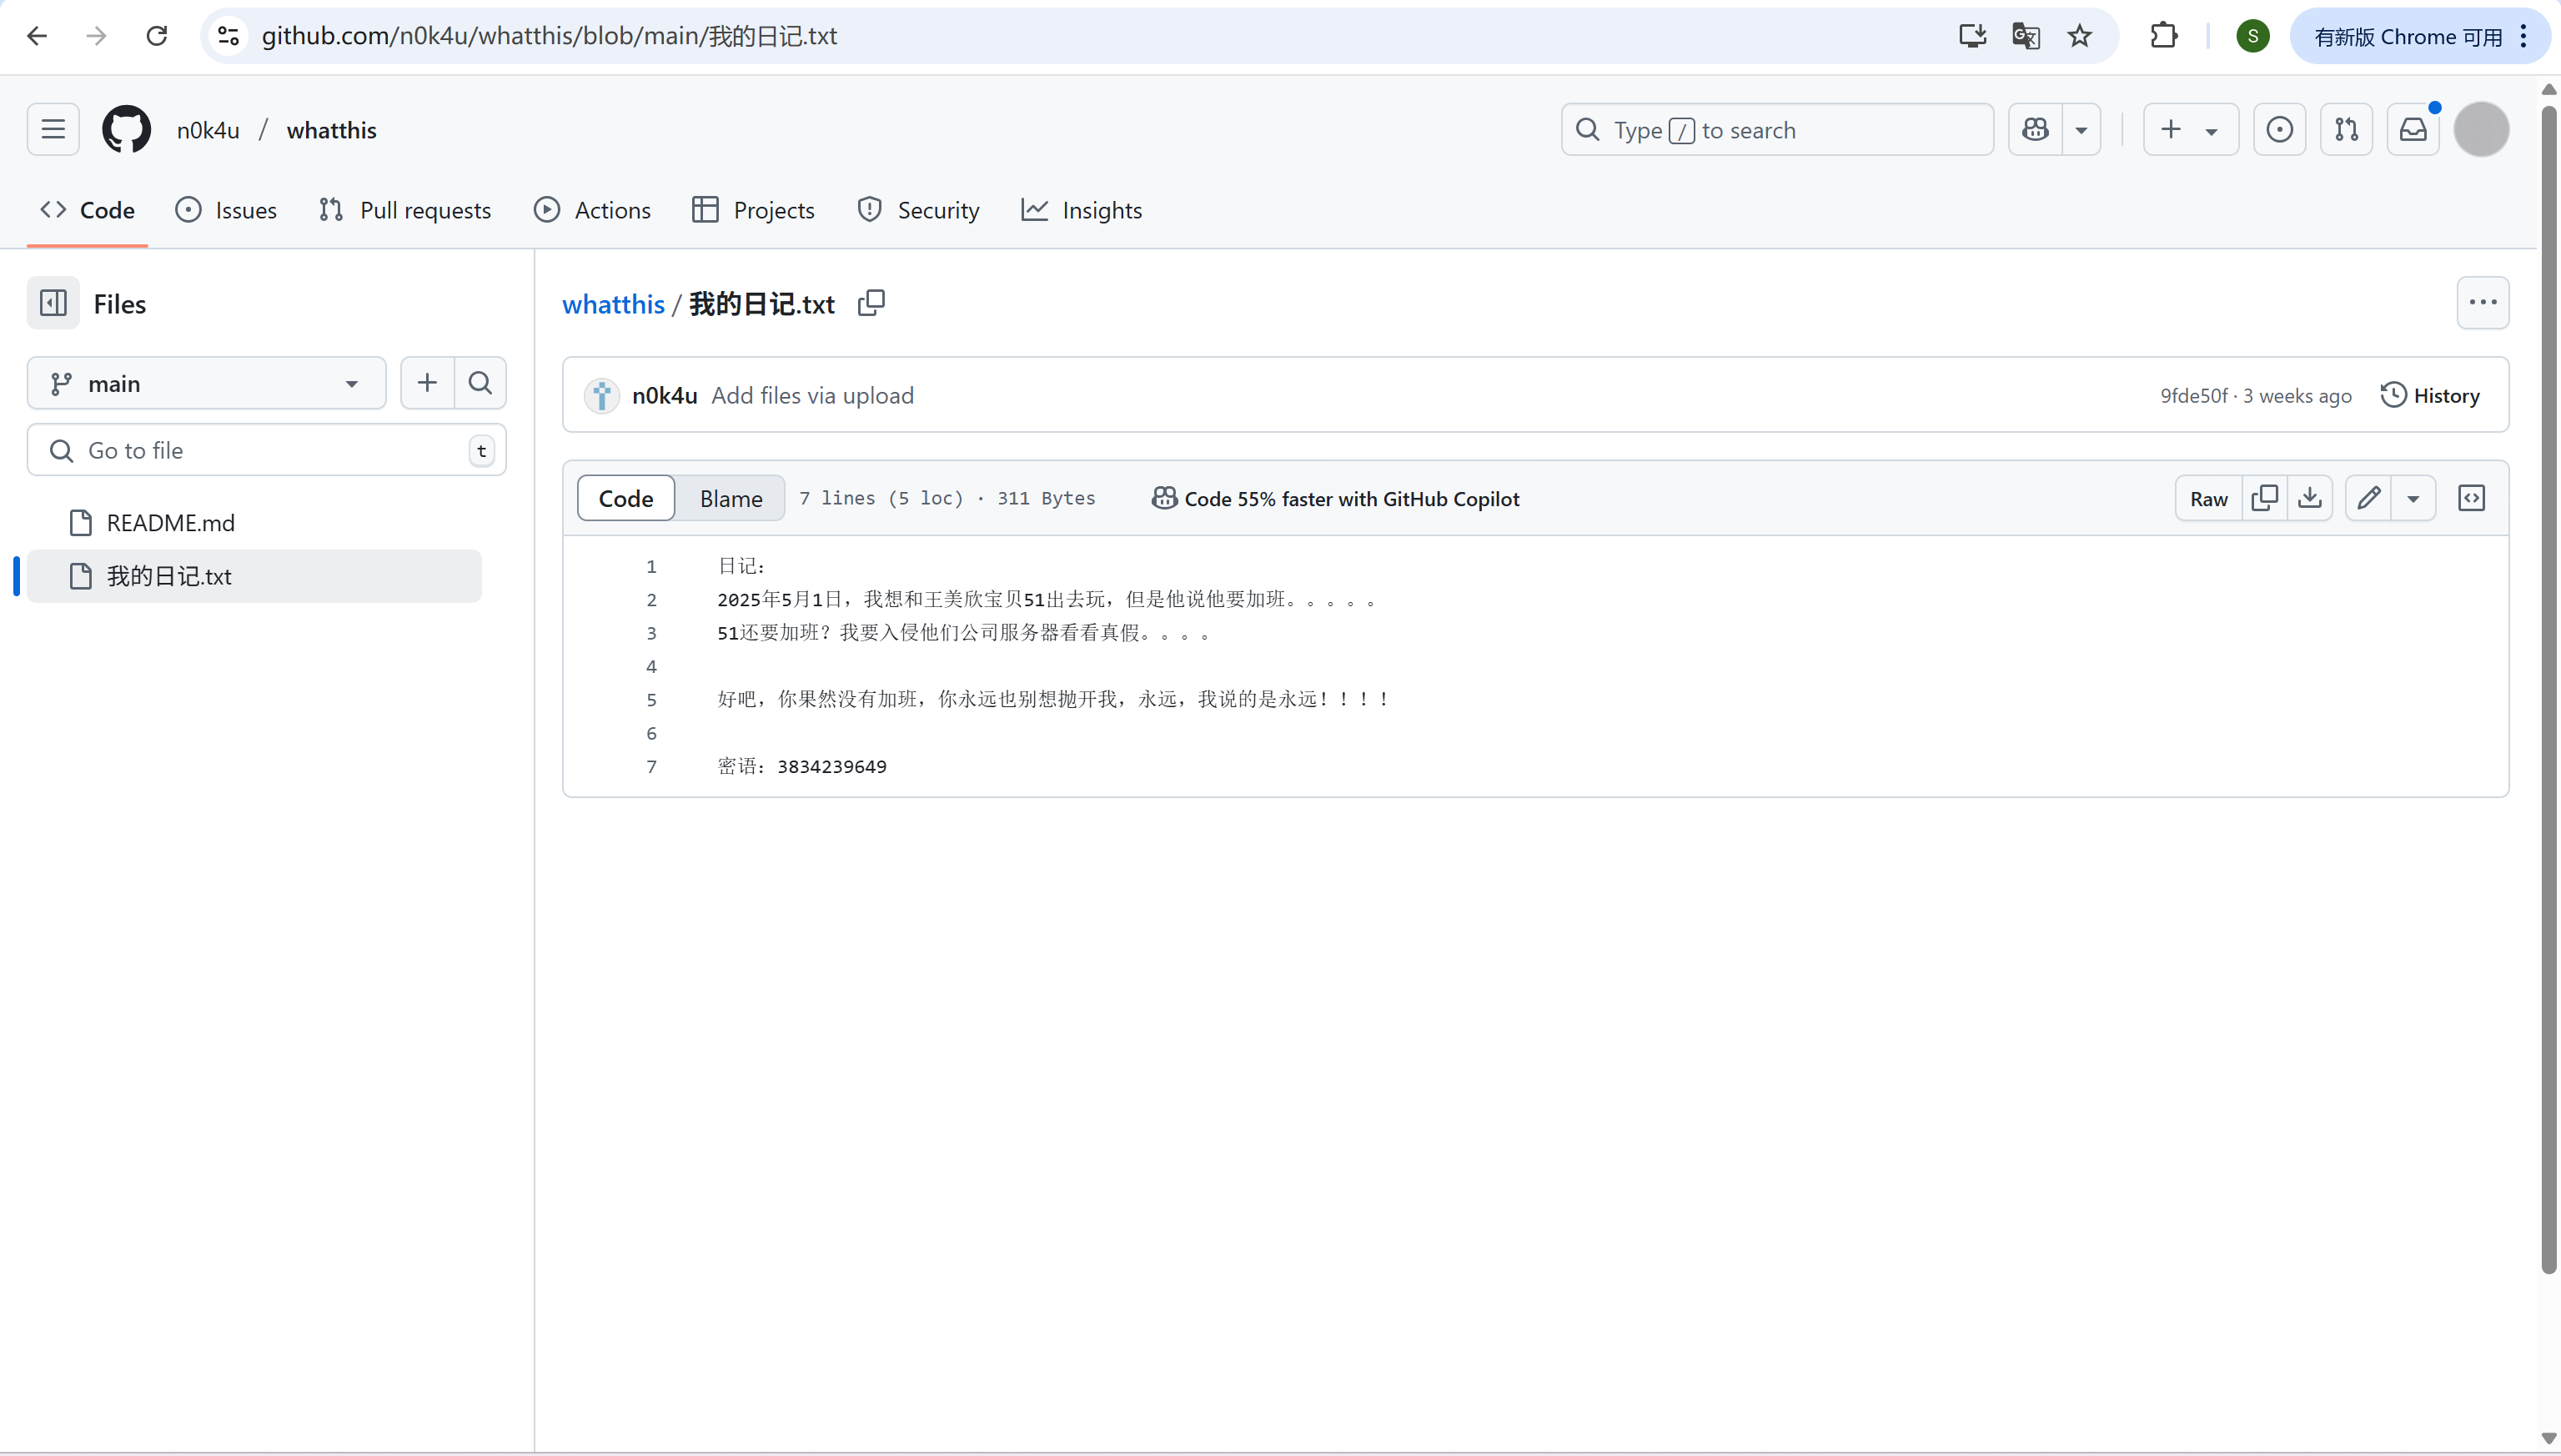 github.com/n0k4u/whatthis/blob/main/我的日记.txt
S
有新版 Chrome 可用
n0k4u / whatthis
Type / to search
Code
Issues
Pull requests
Actions
Projects
Security
Insights
Files
main
Go to file
t
README.md
我的日记.txt
whatthis / 我的日记.txt
n0k4u Add files via upload
9fde50f · 3 weeks ago
History
Code
Blame
7 lines (5 loc) · 311 Bytes
Code 55% faster with GitHub Copilot
Raw
1 日记：
2 2025年5月1日，我想和王美欣宝贝51出去玩，但是他说他要加班。。。。。
3 51还要加班？我要入侵他们公司服务器看看真假。。。。
4
5 好吧，你果然没有加班，你永远也别想抛开我，永远，我说的是永远！！！！
6
7 密语：3834239649